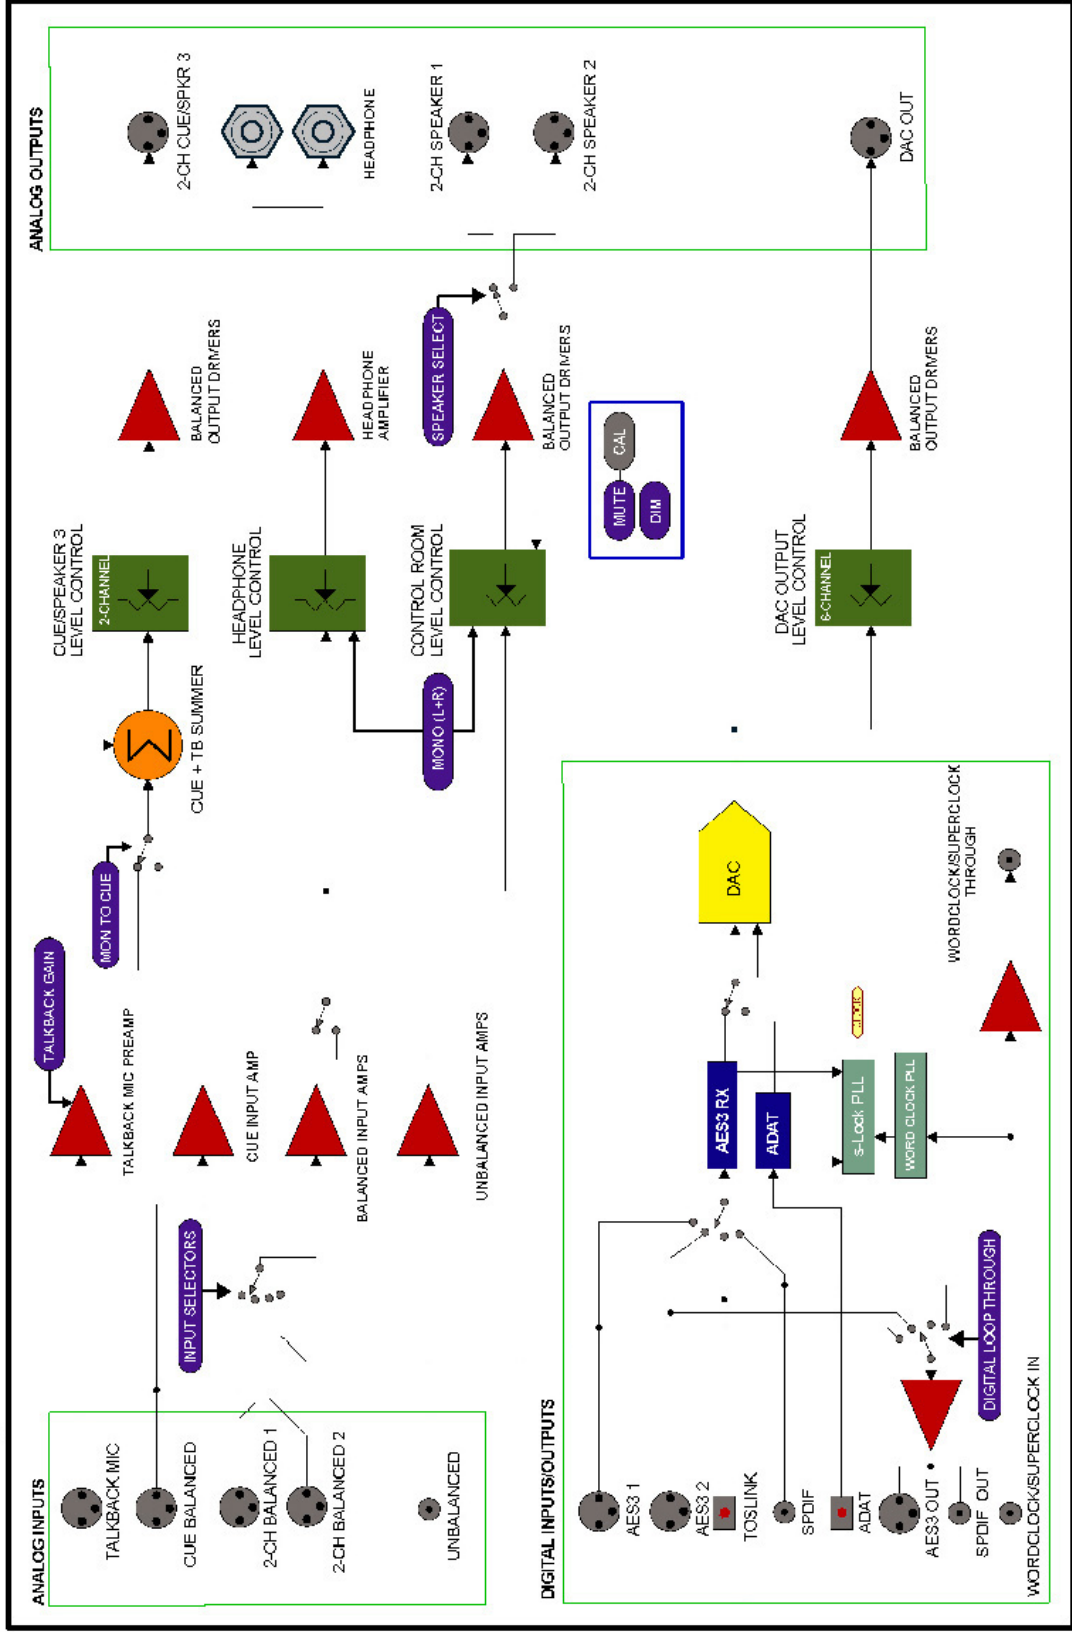 ANALOG INPUTS
TALKBACK MIC
CUE BALANCED
2-CH BALANCED 1
2-CH BALANCED 2
UNBALANCED
INPUT SELECTORS
TALKBACK GAIN
TALKBACK MIC PREAMP
CUE INPUT AMP
BALANCED INPUT AMPS
UNBALANCED INPUT AMPS
MON TO CUE
CUE + TB SUMMER
MONO (L+R)
CUE/SPEAKER 3
LEVEL CONTROL
2-CHANNEL
HEADPHONE
LEVEL CONTROL
CONTROL ROOM
LEVEL CONTROL
BALANCED
OUTPUT DRIVERS
HEADPHONE
AMPLIFIER
SPEAKER SELECT
BALANCED
OUTPUT DRIVERS
MUTE
CAL
DIM
ANALOG OUTPUTS
2-CH CUE/SPKR 3
HEADPHONE
2-CH SPEAKER 1
2-CH SPEAKER 2
DAC OUT
DAC OUTPUT
LEVEL CONTROL
6-CHANNEL
BALANCED
OUTPUT DRIVERS
DIGITAL INPUTS/OUTPUTS
AES3 1
AES3 2
TOSLINK
SPDIF
ADAT
AES3 OUT
SPDIF OUT
WORDCLOCK/SUPERCLOCK IN
DIGITAL LOOP THROUGH
AES3 RX
ADAT
s-Lock PLL
WORD CLOCK PLL
CLOCK
DAC
WORDCLOCK/SUPERCLOCK
THROUGH